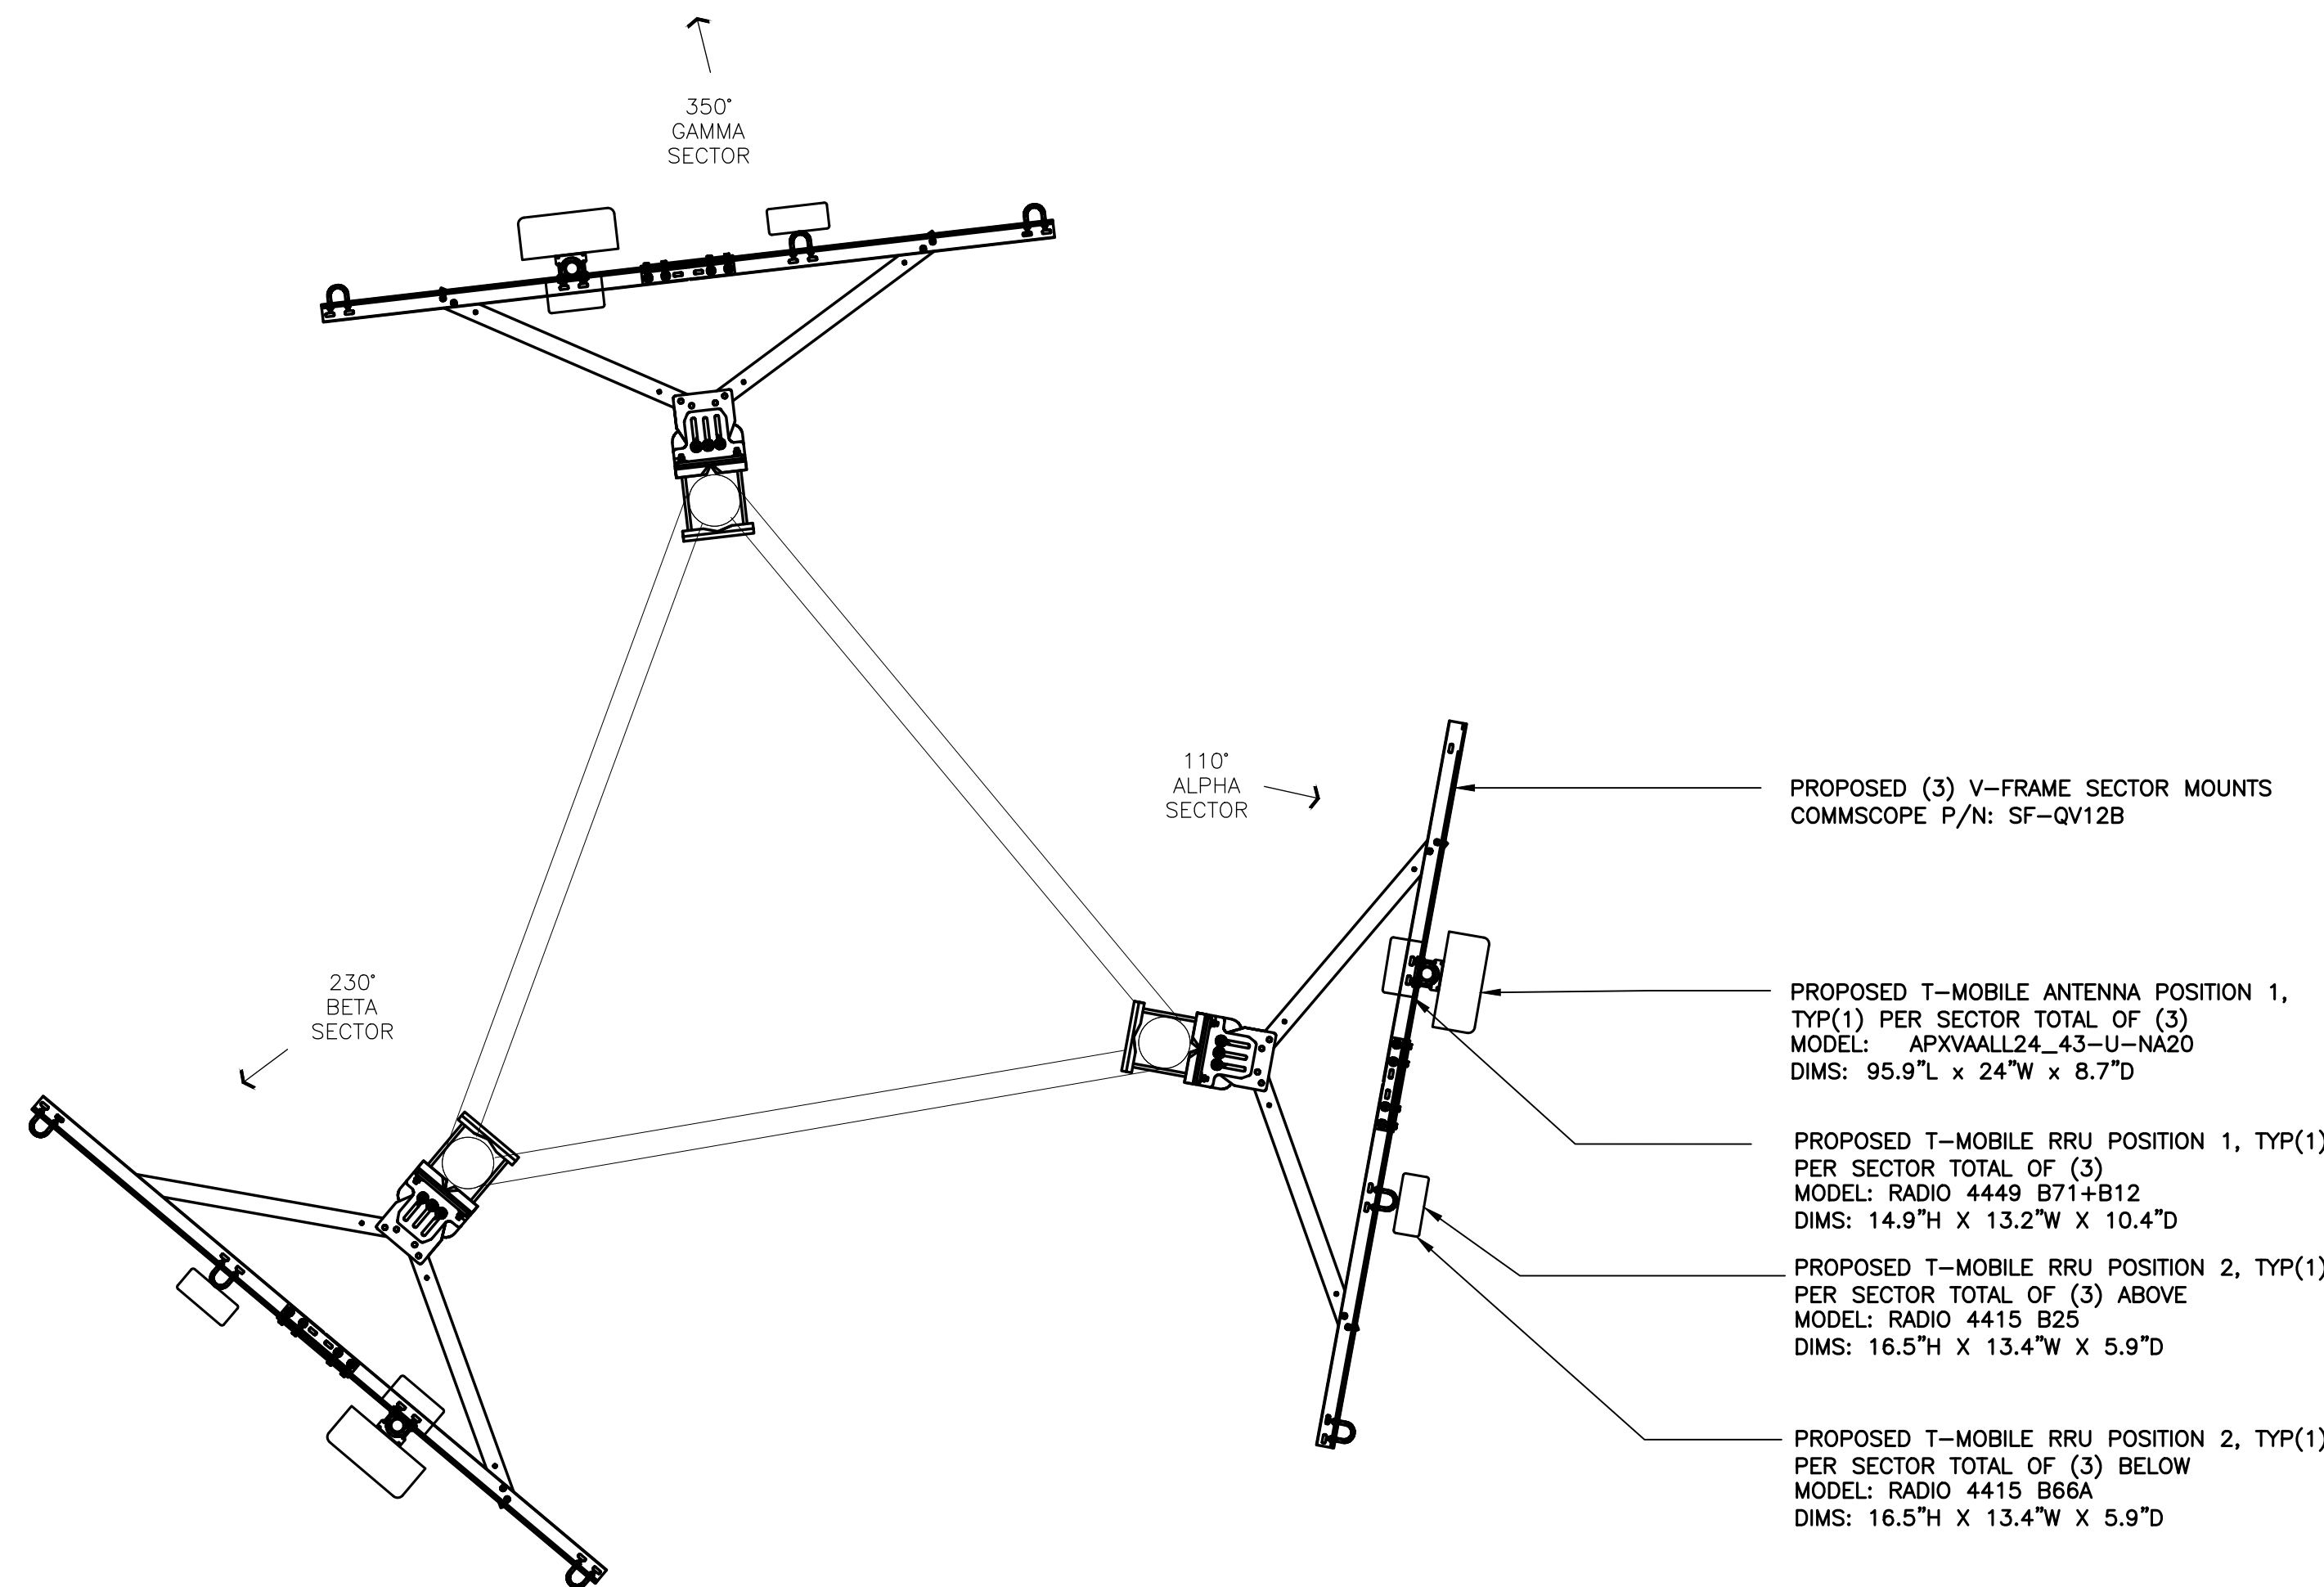 350°
GAMMA
SECTOR
110°
ALPHA
SECTOR
230°
BETA
SECTOR
PROPOSED (3) V-FRAME SECTOR MOUNTS
COMMSCOPE P/N: SF-QV12B
PROPOSED T-MOBILE ANTENNA POSITION 1,
TYP(1) PER SECTOR TOTAL OF (3)
MODEL: APXVAALL24_43-U-NA20
DIMS: 95.9"L x 24"W x 8.7"D
PROPOSED T-MOBILE RRU POSITION 1, TYP(1)
PER SECTOR TOTAL OF (3)
MODEL: RADIO 4449 B71+B12
DIMS: 14.9"H X 13.2"W X 10.4"D
PROPOSED T-MOBILE RRU POSITION 2, TYP(1)
PER SECTOR TOTAL OF (3) ABOVE
MODEL: RADIO 4415 B25
DIMS: 16.5"H X 13.4"W X 5.9"D
PROPOSED T-MOBILE RRU POSITION 2, TYP(1)
PER SECTOR TOTAL OF (3) BELOW
MODEL: RADIO 4415 B66A
DIMS: 16.5"H X 13.4"W X 5.9"D